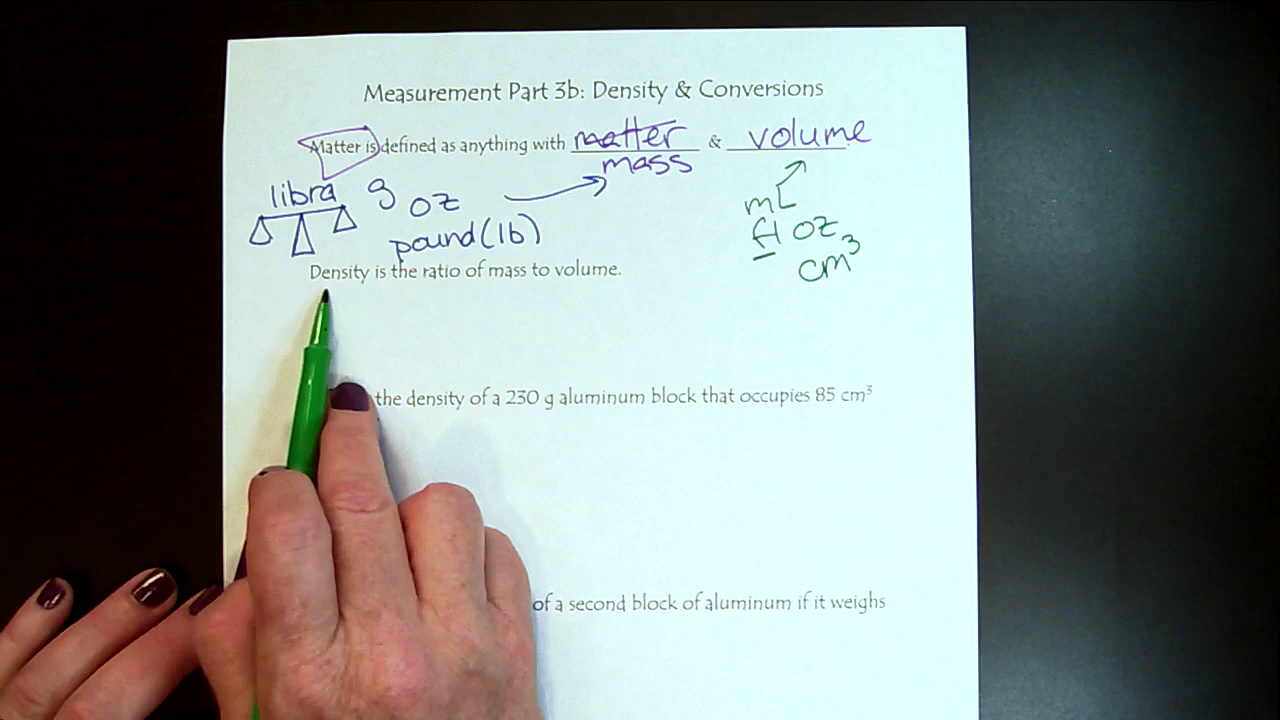 Measurement Part 3b: Density & Conversions
Matter is defined as anything with matter & volume
mass
libra g oz
pound (lb)
mL
fl oz
cm³
Density is the ratio of mass to volume.
the density of a 230 g aluminum block that occupies 85 cm³
of a second block of aluminum if it weighs